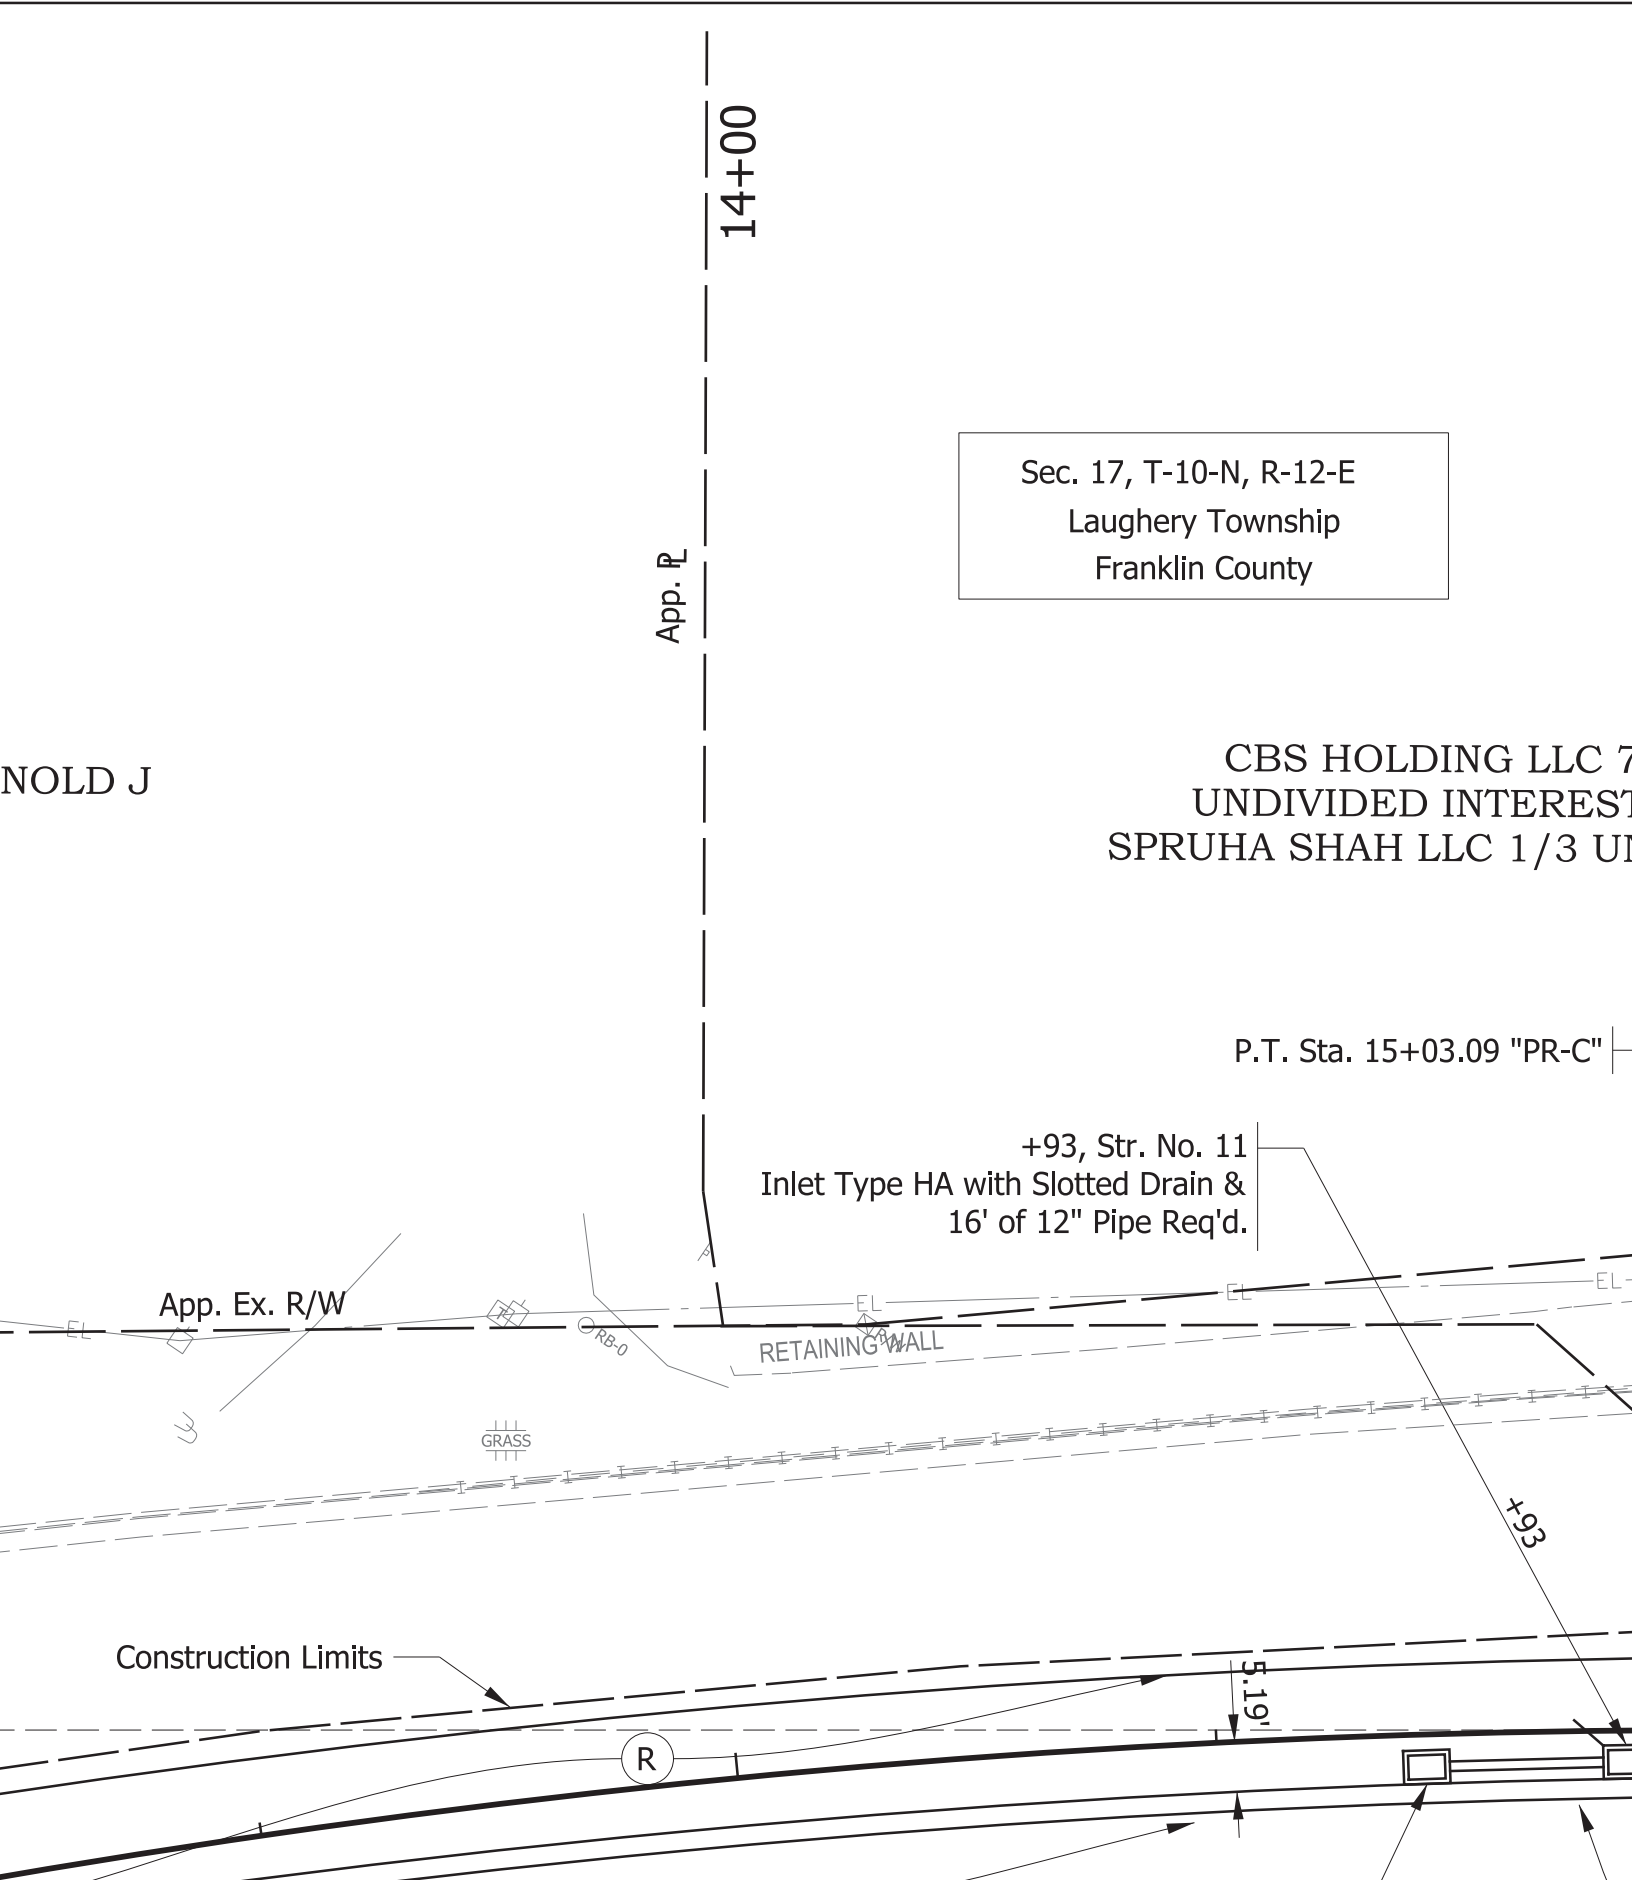 14+00
Sec. 17, T-10-N, R-12-E
Laughery Township
Franklin County
App. PL
NOLD J
CBS HOLDING LLC 7
UNDIVIDED INTEREST
SPRUHA SHAH LLC 1/3 UN
P.T. Sta. 15+03.09 "PR-C"
+93, Str. No. 11
Inlet Type HA with Slotted Drain &
16' of 12" Pipe Req'd.
App. Ex. R/W
EL
EL
EL
EL
T
P
RB-0
R/W
RETAINING WALL
GRASS
+93
Construction Limits
5.19'
R